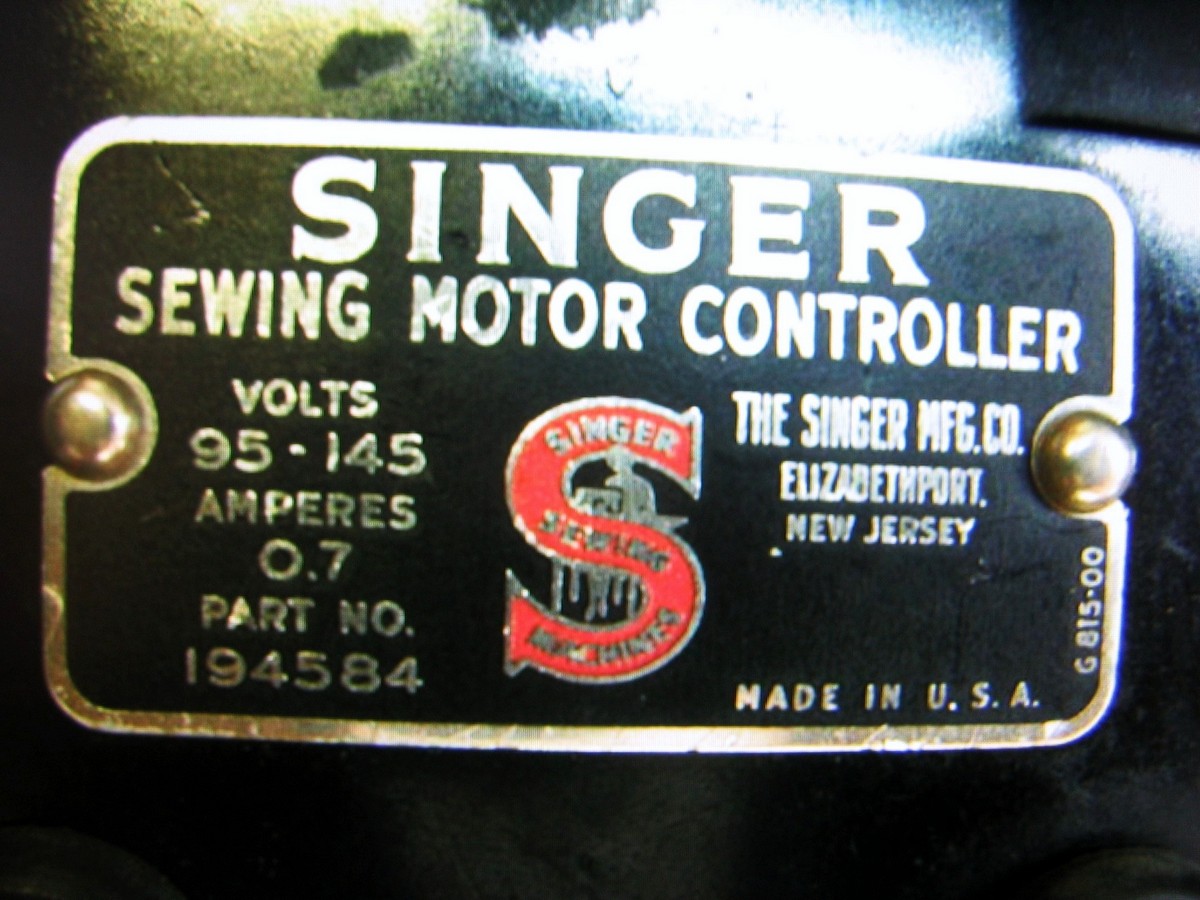 SINGER
SEWING MOTOR CONTROLLER
VOLTS
95-145
AMPERES
0.7
PART NO.
194584
SINGER
SEWING
MACHINES
THE SINGER MFG.CO.
ELIZABETHPORT.
NEW JERSEY
G 815-00
MADE IN U.S.A.